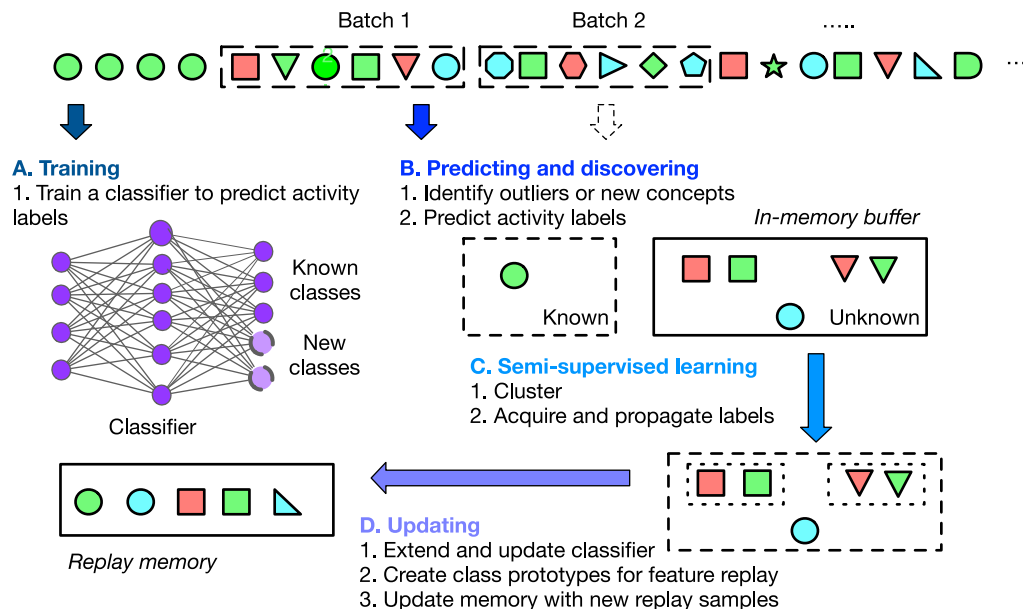 Batch 1
Batch 2
.....
2
...
A. Training
1. Train a classifier to predict activity
labels
B. Predicting and discovering
1. Identify outliers or new concepts
2. Predict activity labels
In-memory buffer
Known
classes
New
classes
Classifier
Known
Unknown
C. Semi-supervised learning
1. Cluster
2. Acquire and propagate labels
Replay memory
D. Updating
1. Extend and update classifier
2. Create class prototypes for feature replay
3. Update memory with new replay samples